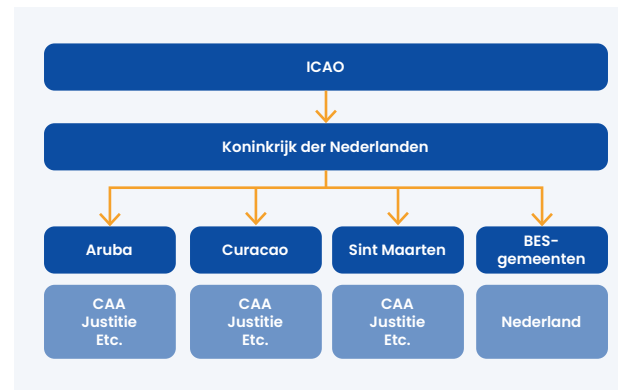 ICAO
Koninkrijk der Nederlanden
Aruba
Curacao
Sint Maarten
BES-
gemeenten
CAA
Justitie
Etc.
CAA
Justitie
Etc.
CAA
Justitie
Etc.
Nederland